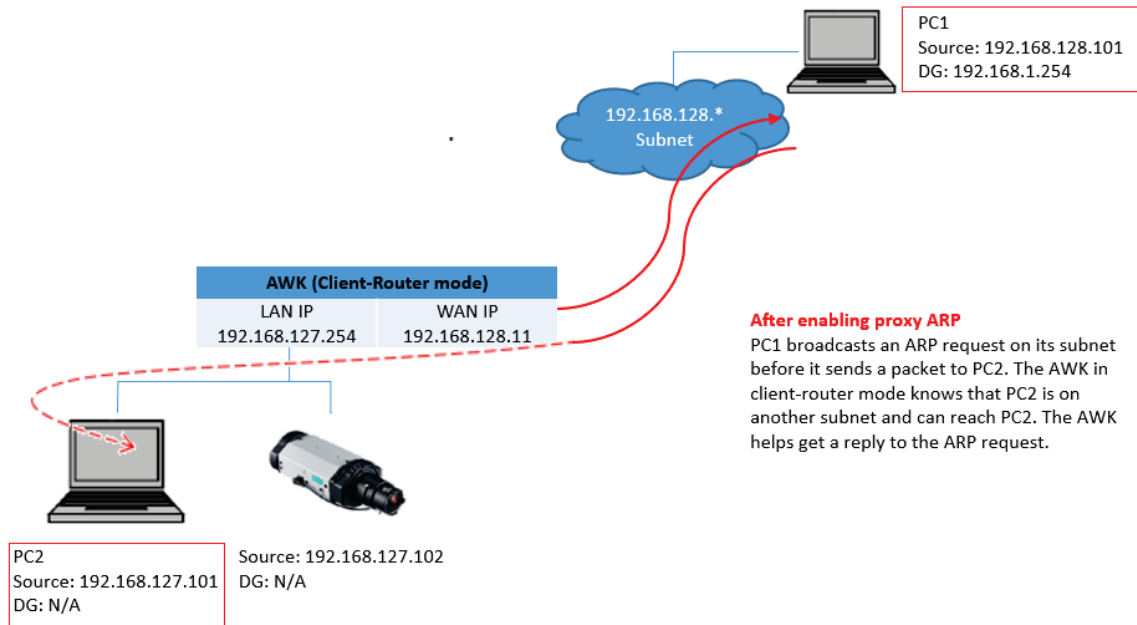 PC1
Source: 192.168.128.101
DG: 192.168.1.254
192.168.128.*
Subnet
AWK (Client-Router mode)
LAN IP
192.168.127.254
WAN IP
192.168.128.11
After enabling proxy ARP
PC1 broadcasts an ARP request on its subnet
before it sends a packet to PC2. The AWK in
client-router mode knows that PC2 is on
another subnet and can reach PC2. The AWK
helps get a reply to the ARP request.
PC2
Source: 192.168.127.101
DG: N/A
Source: 192.168.127.102
DG: N/A